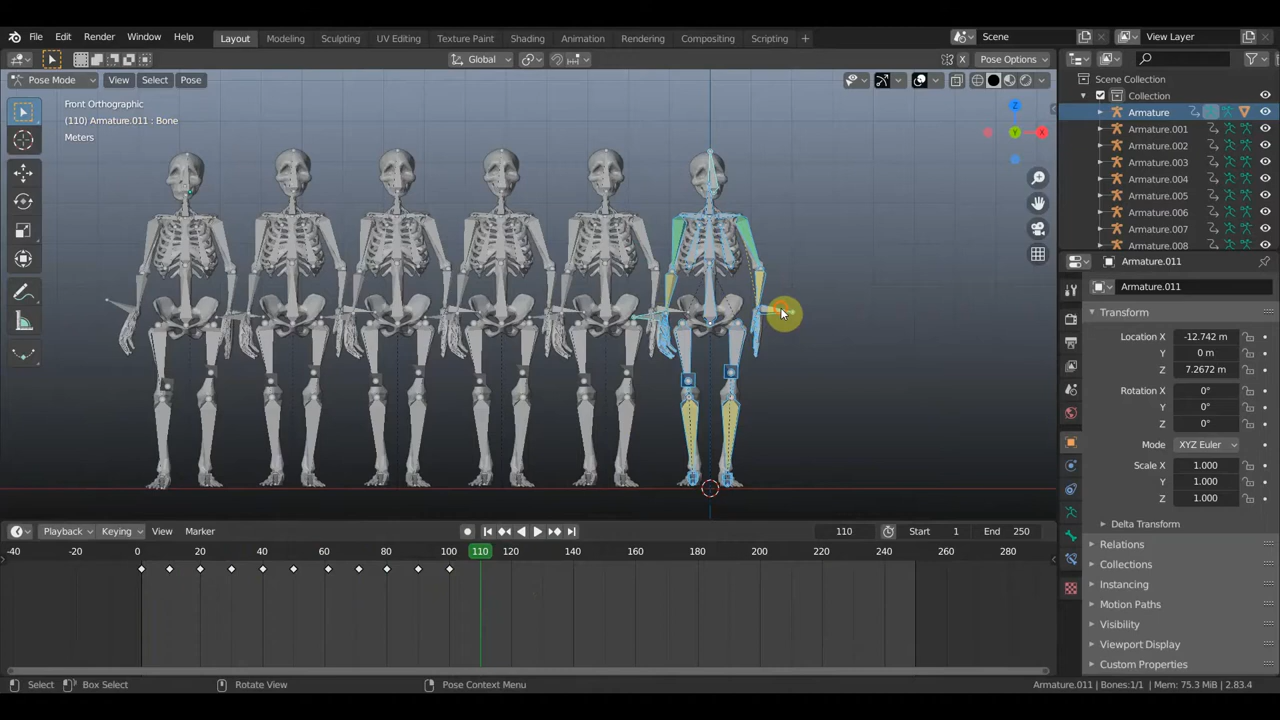 File Edit Render Window Help Layout Modeling Sculpting UV Editing Texture Paint Shading Animation Rendering Compositing Scripting + Scene View Layer
Global X Pose Options
Pose Mode View Select Pose
Scene Collection
Collection
Armature
Armature.001
Armature.002
Armature.003
Armature.004
Armature.005
Armature.006
Armature.007
Armature.008
Front Orthographic
(110) Armature.011 : Bone
Meters
Z
X
Y
Armature.011
Armature.011
Transform
Location X -12.742 m
Y 0 m
Z 7.2672 m
Rotation X 0°
Y 0°
Z 0°
Mode XYZ Euler
Scale X 1.000
Y 1.000
Z 1.000
Delta Transform
Relations
Collections
Instancing
Motion Paths
Visibility
Viewport Display
Custom Properties
Playback Keying View Marker 110 Start 1 End 250
-40 -20 0 20 40 60 80 100 110 120 140 160 180 200 220 240 260 280
Select Box Select Rotate View Pose Context Menu Armature.011 | Bones:1/1 | Mem: 75.3 MiB | 2.83.4